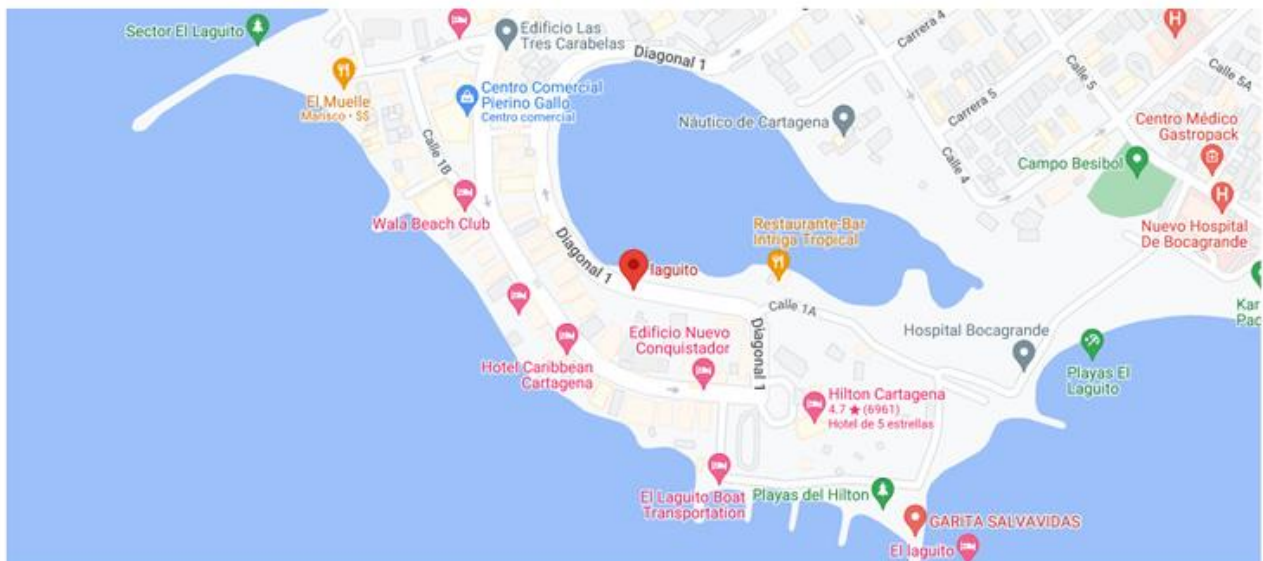 Sector El Laguito
Edificio Las
Tres Carabelas
Diagonal 1
Carrera 4
Calle 5
Calle 5A
El Muelle
Marisco • $$
Centro Comercial
Pierino Gallo
Centro comercial
Náutico de Cartagena
Carrera 5
Centro Médico
Gastropack
Calle 1B
Calle 4
Campo Besibol
Wala Beach Club
Restaurante-Bar
Intriga Tropical
Nuevo Hospital
De Bocagrande
Diagonal 1
laguito
Kar
Pac
Calle 1A
Edificio Nuevo
Conquistador
Diagonal 1
Hospital Bocagrande
Hotel Caribbean
Cartagena
Playas El
Laguito
Hilton Cartagena
4.7 ★ (6961)
Hotel de 5 estrellas
El Laguito Boat
Transportation
Playas del Hilton
GARITA SALVAVIDAS
El laguito